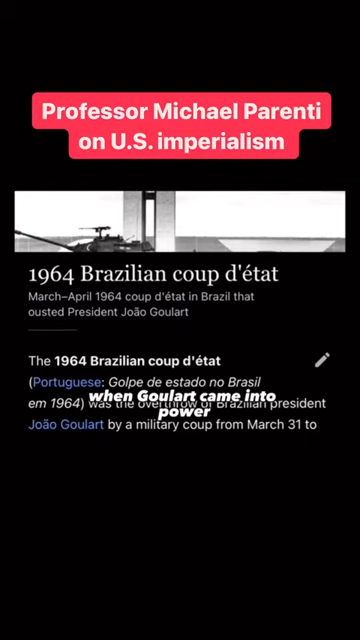 Professor Michael Parenti
on U.S. imperialism
1964 Brazilian coup d'état
March–April 1964 coup d'état in Brazil that
ousted President João Goulart
The 1964 Brazilian coup d'état
(Portuguese: Golpe de estado no Brasil
em 1964) was the overthrow of Brazilian president
when Goulart came into
power
João Goulart by a military coup from March 31 to